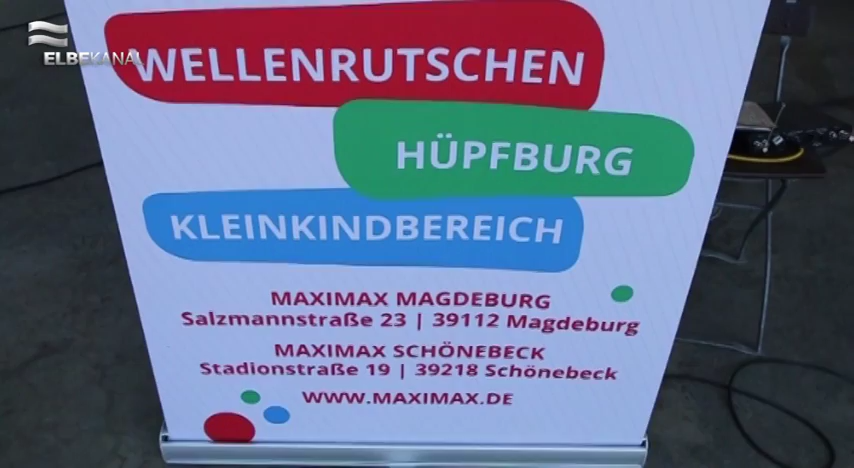 ELBEKANAL
WELLENRUTSCHEN
HÜPFBURG
KLEINKINDBEREICH
MAXIMAX MAGDEBURG
Salzmannstraße 23 | 39112 Magdeburg
MAXIMAX SCHÖNEBECK
Stadionstraße 19 | 39218 Schönebeck
WWW.MAXIMAX.DE